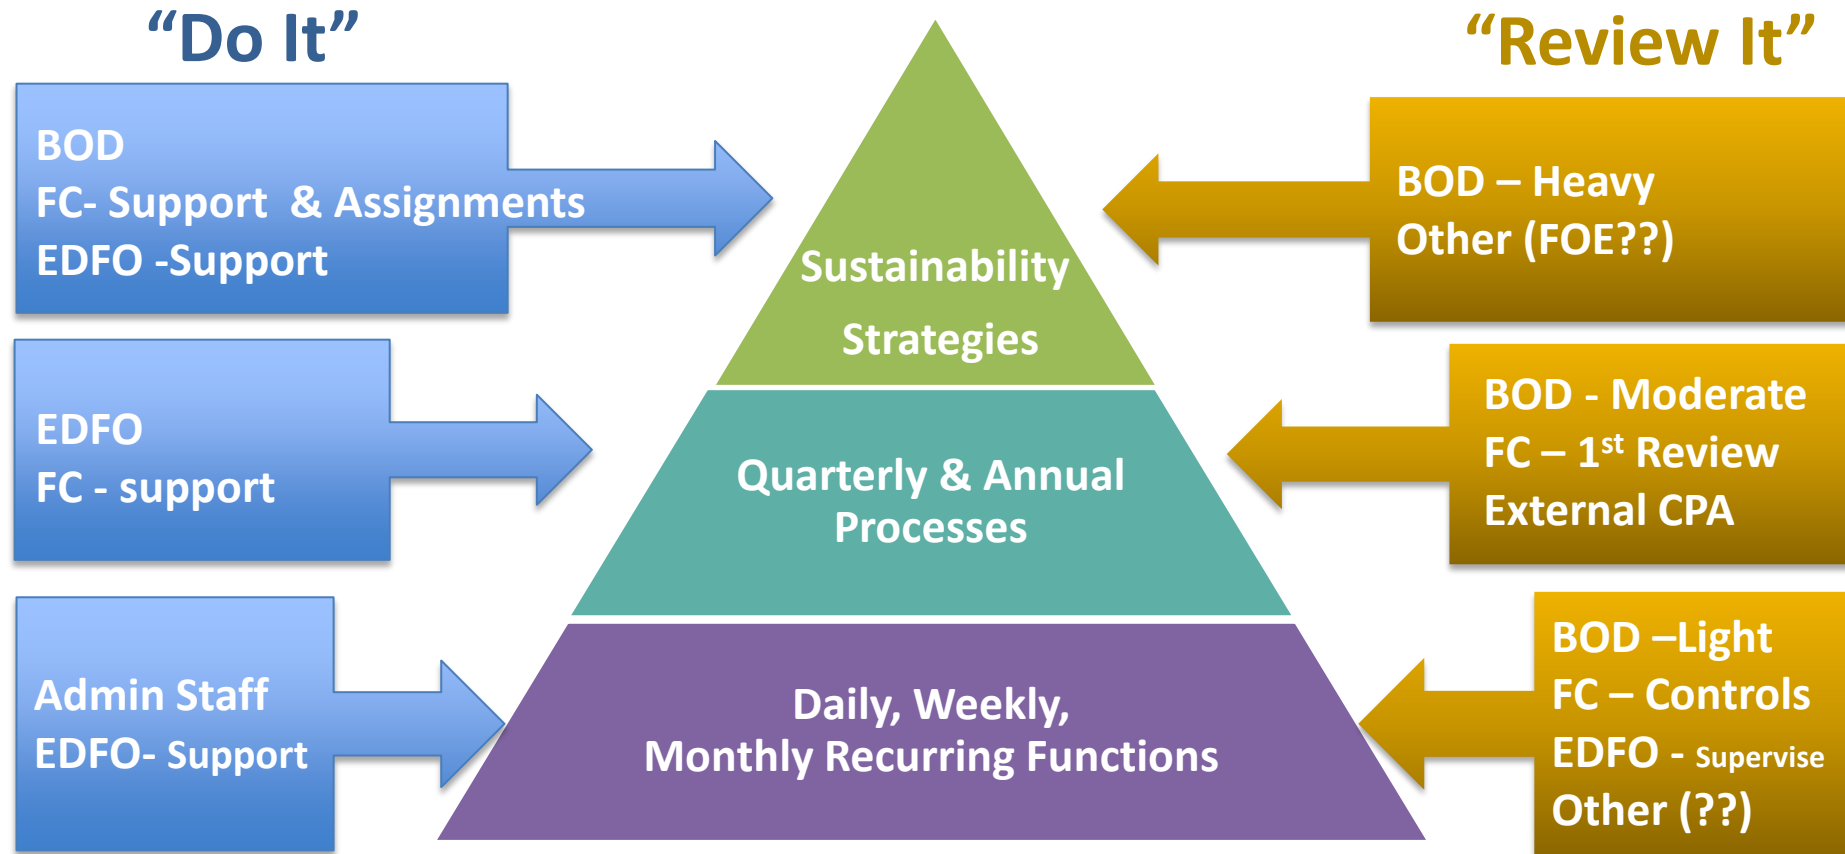 “Do It”
“Review It”
BOD
FC- Support & Assignments
EDFO -Support
Sustainability
Strategies
BOD – Heavy
Other (FOE??)
EDFO
FC - support
Quarterly & Annual
Processes
BOD - Moderate
FC – 1st Review
External CPA
Admin Staff
EDFO- Support
Daily, Weekly,
Monthly Recurring Functions
BOD –Light
FC – Controls
EDFO - Supervise
Other (??)